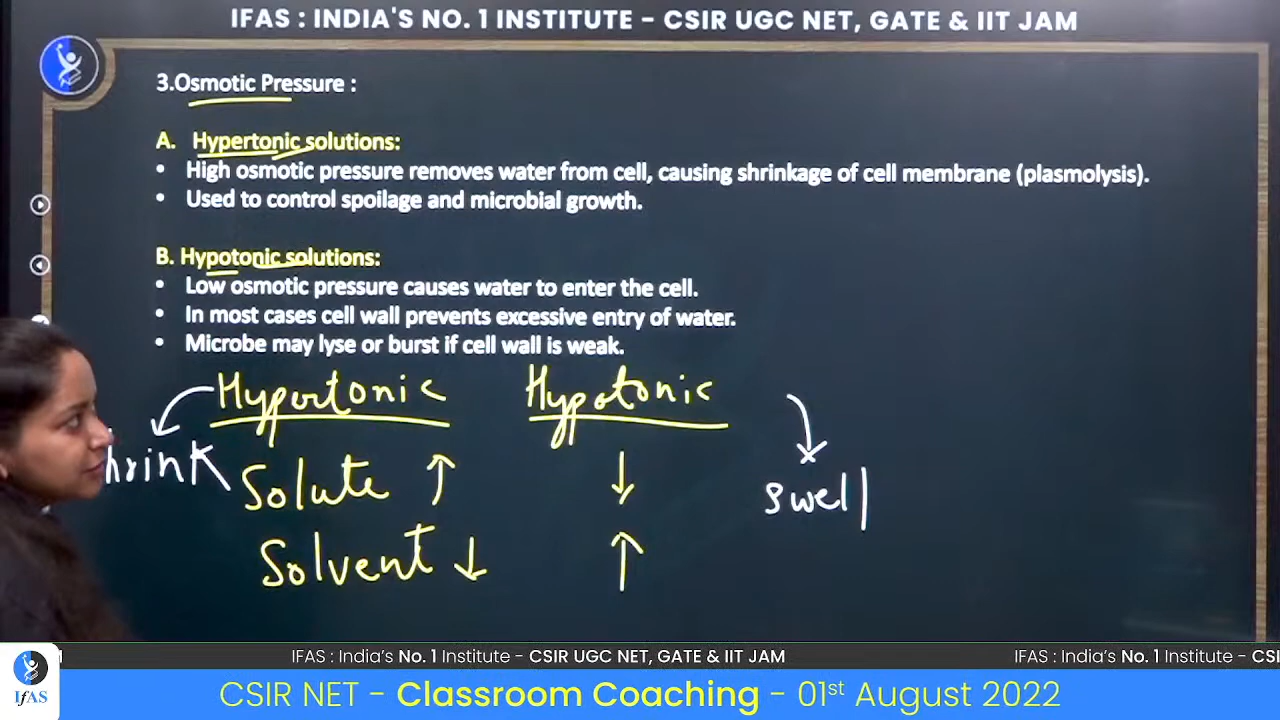 IFAS : INDIA'S NO. 1 INSTITUTE - CSIR UGC NET, GATE & IIT JAM
3.Osmotic Pressure :
A. Hypertonic solutions:
• High osmotic pressure removes water from cell, causing shrinkage of cell membrane (plasmolysis).
• Used to control spoilage and microbial growth.
B. Hypotonic solutions:
• Low osmotic pressure causes water to enter the cell.
• In most cases cell wall prevents excessive entry of water.
• Microbe may lyse or burst if cell wall is weak.
Hypertonic Hypotonic
hrink Solute ↑ ↓ swell
Solvent ↓ ↑
IFAS : India's No. 1 Institute - CSIR UGC NET, GATE & IIT JAM IFAS : India's No. 1 Institute - CSI
IfAS CSIR NET - Classroom Coaching - 01st August 2022